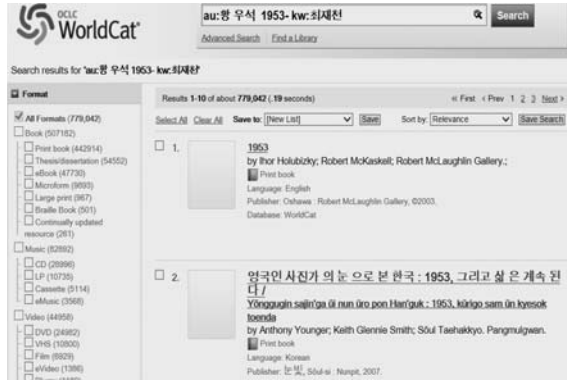 OCLC
WorldCat®
au:황 우석 1953- kw:최재천
Search
Advanced Search Find a Library
Search results for 'au:황 우석 1953- kw:최재천'
Format
All Formats (779,042)
Book (507182)
Print book (442914)
Thesis/dissertation (54552)
eBook (47730)
Microform (9893)
Large print (967)
Braille Book (501)
Continually updated
resource (261)
Music (82892)
CD (28996)
LP (10735)
Cassette (5114)
eMusic (3568)
Video (44958)
DVD (24982)
VHS (10800)
Film (6929)
eVideo (1386)
Results 1-10 of about 779,042 (.19 seconds)
« First ‹ Prev 1 2 3 Next ›
Select All Clear All Save to: [New List] Save Sort by: Relevance Save Search
1.
1953
by Ihor Holubizky; Robert McKaskell; Robert McLaughlin Gallery.;
Print book
Language: English
Publisher: Oshawa : Robert McLaughlin Gallery, ©2003.
Database: WorldCat
2.
영국인 사진가 의 눈 으로 본 한국 : 1953, 그리고 삶 은 계속 된
다 /
Yŏnggugin sajin'ga ŭi nun ŭro pon Han'guk : 1953, kŭrigo sam ŭn kyesok
toenda
by Anthony Younger; Keith Glennie Smith; Sŏul Taehakkyo. Pangmulgwan.
Print book
Language: Korean
Publisher: 눈빛, Sŏul-si : Nunpit, 2007.